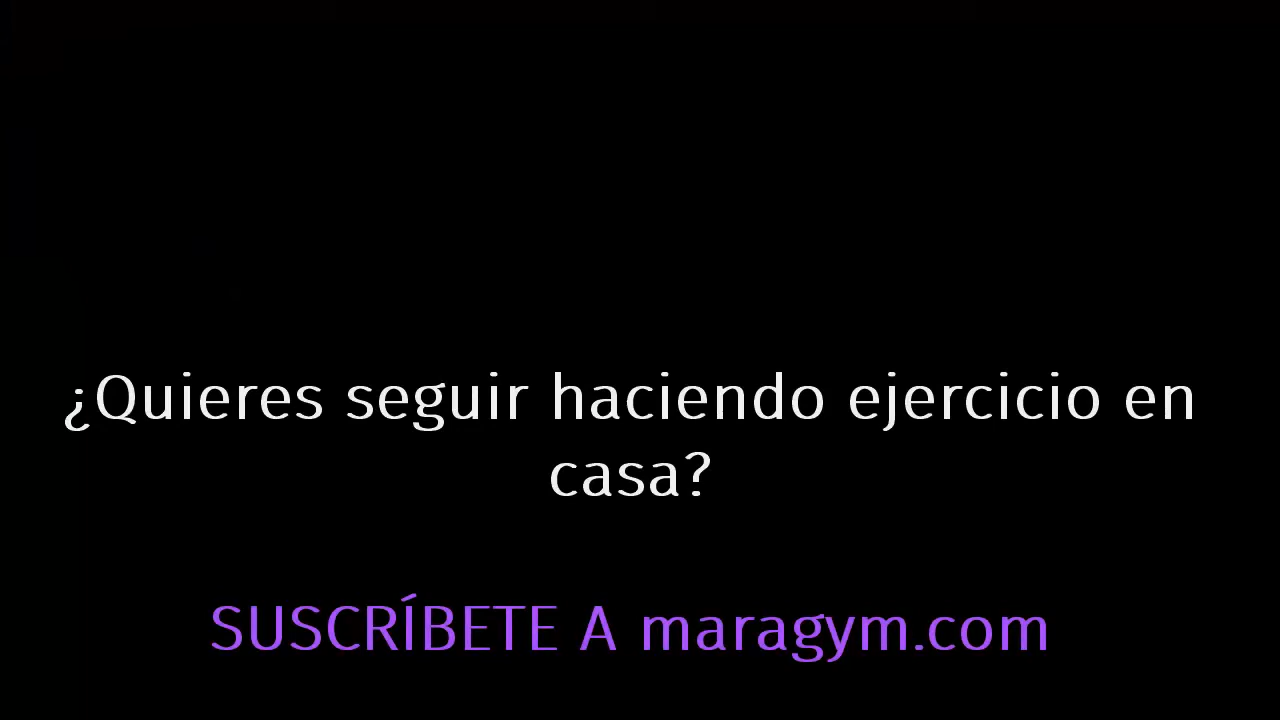 ¿Quieres seguir haciendo ejercicio en
casa?
SUSCRÍBETE A maragym.com